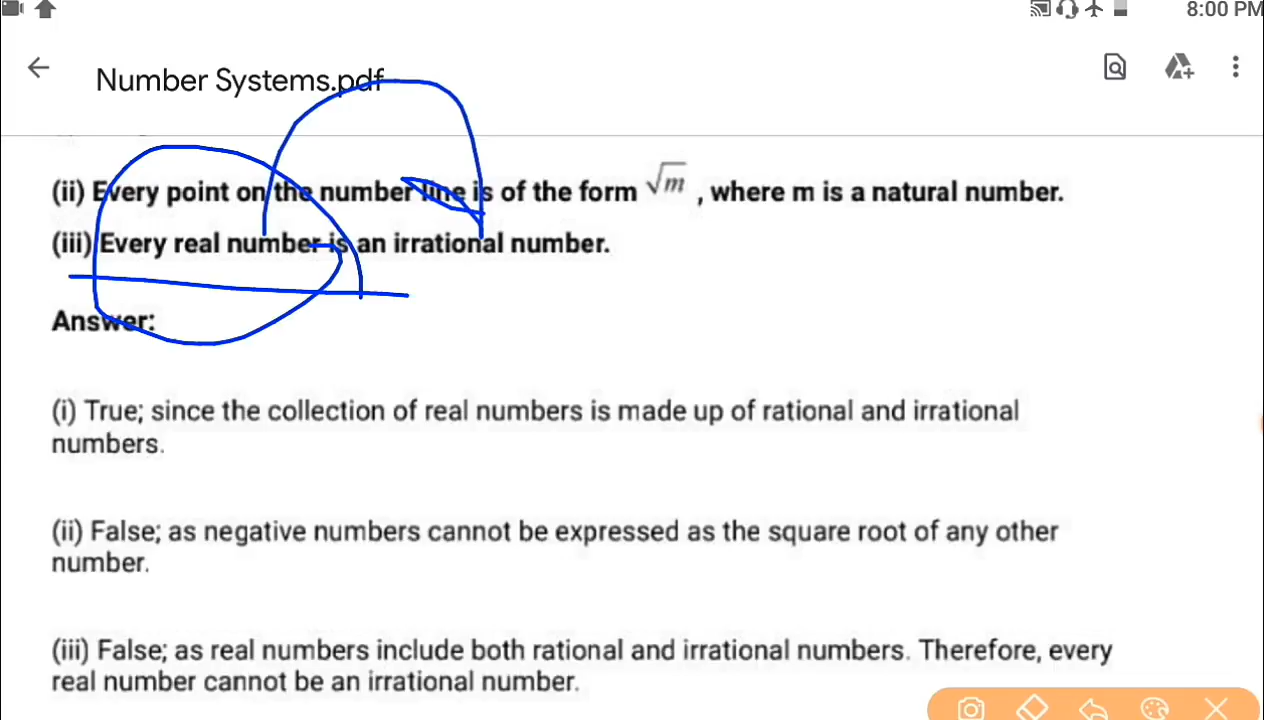 8:00 PM
Number Systems.pdf
(ii) Every point on the number line is of the form √m , where m is a natural number.
(iii) Every real number is an irrational number.
Answer:
(i) True; since the collection of real numbers is made up of rational and irrational
numbers.
(ii) False; as negative numbers cannot be expressed as the square root of any other
number.
(iii) False; as real numbers include both rational and irrational numbers. Therefore, every
real number cannot be an irrational number.